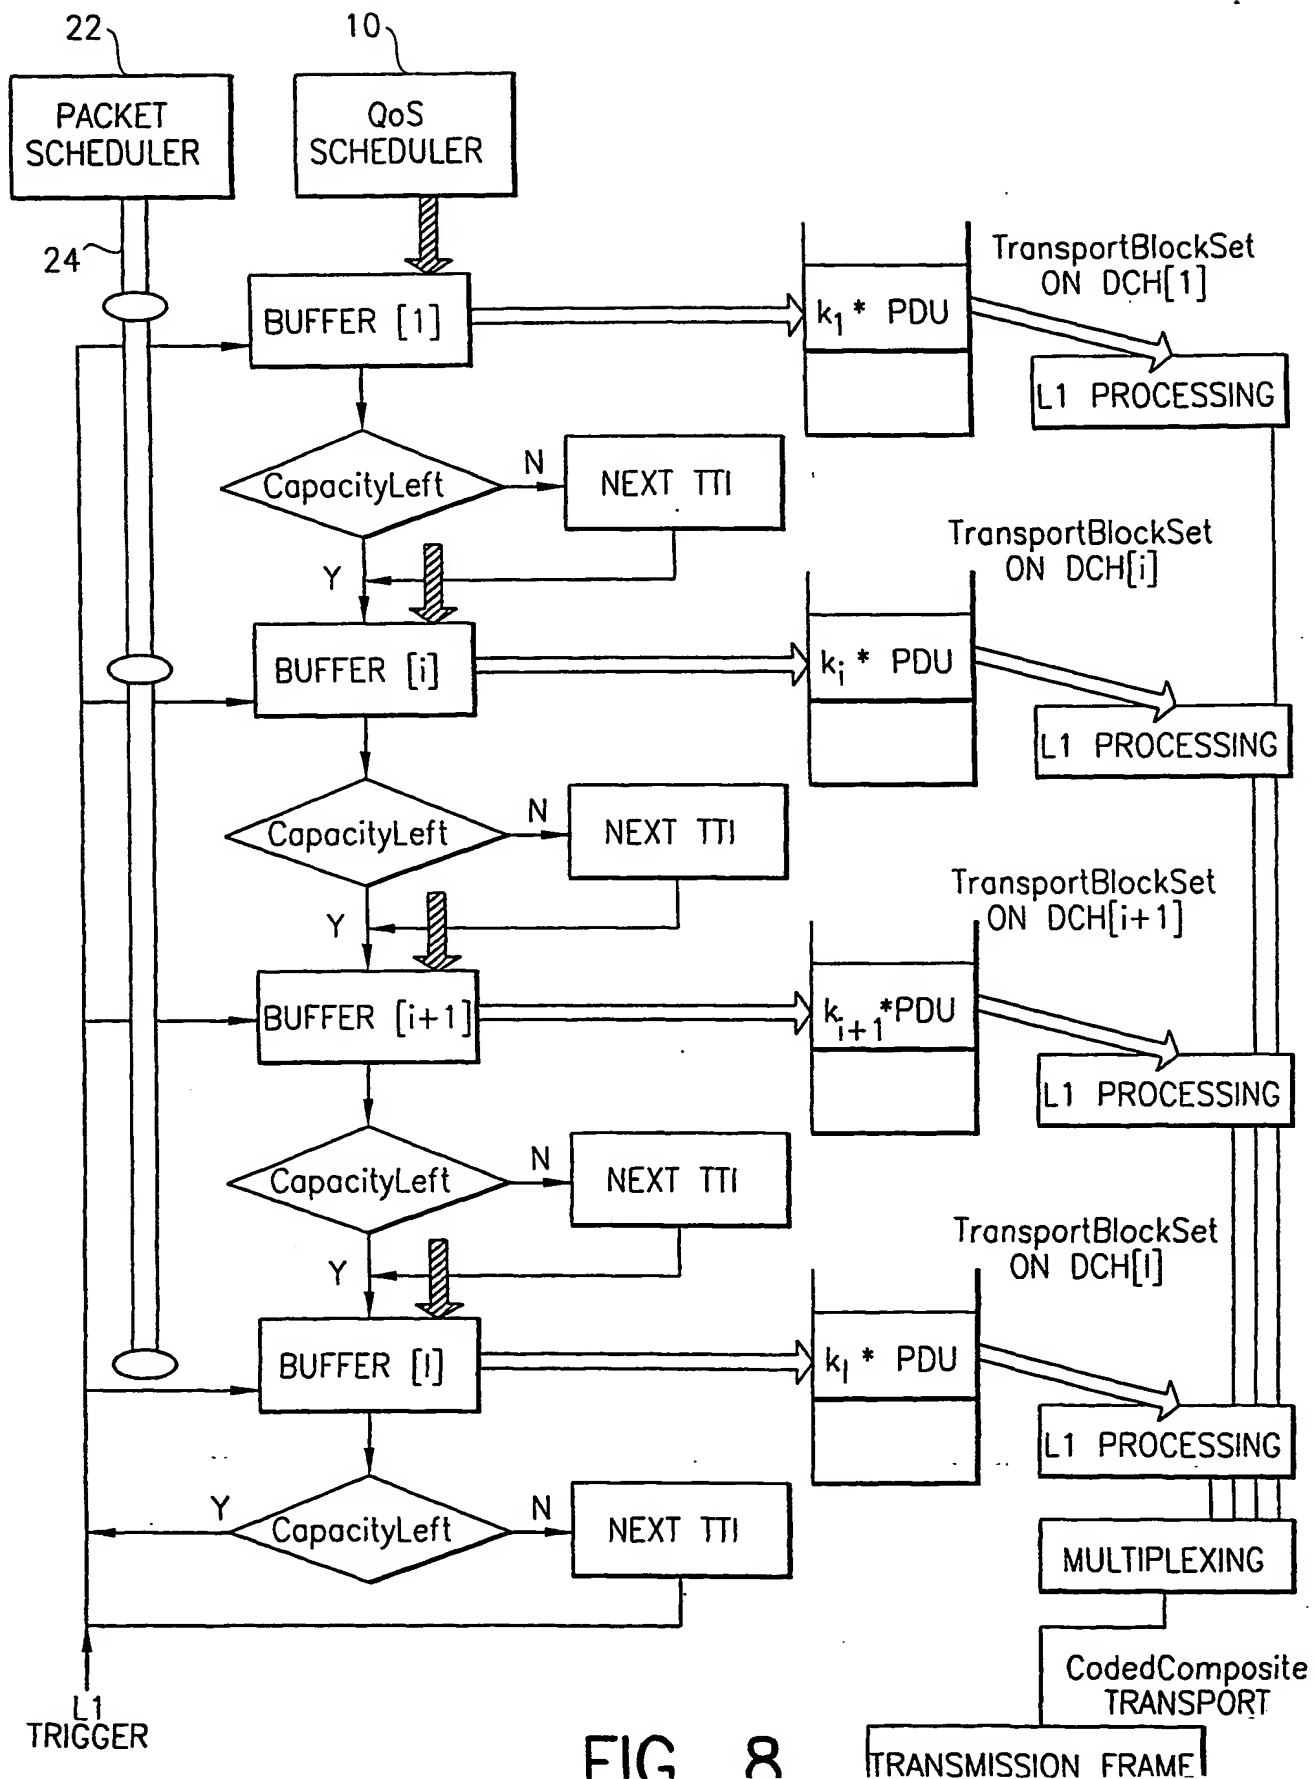 22
10
PACKET
SCHEDULER
QoS
SCHEDULER
24
BUFFER [1]
k1 * PDU
TransportBlockSet
ON DCH[1]
L1 PROCESSING
CapacityLeft
N
NEXT TTI
Y
TransportBlockSet
ON DCH[i]
BUFFER [i]
ki * PDU
L1 PROCESSING
CapacityLeft
N
NEXT TTI
Y
TransportBlockSet
ON DCH[i+1]
BUFFER [i+1]
ki+1*PDU
L1 PROCESSING
CapacityLeft
N
NEXT TTI
Y
TransportBlockSet
ON DCH[I]
BUFFER [I]
kI * PDU
L1 PROCESSING
Y
CapacityLeft
N
NEXT TTI
MULTIPLEXING
CodedComposite
TRANSPORT
L1
TRIGGER
FIG. 8
TRANSMISSION FRAME